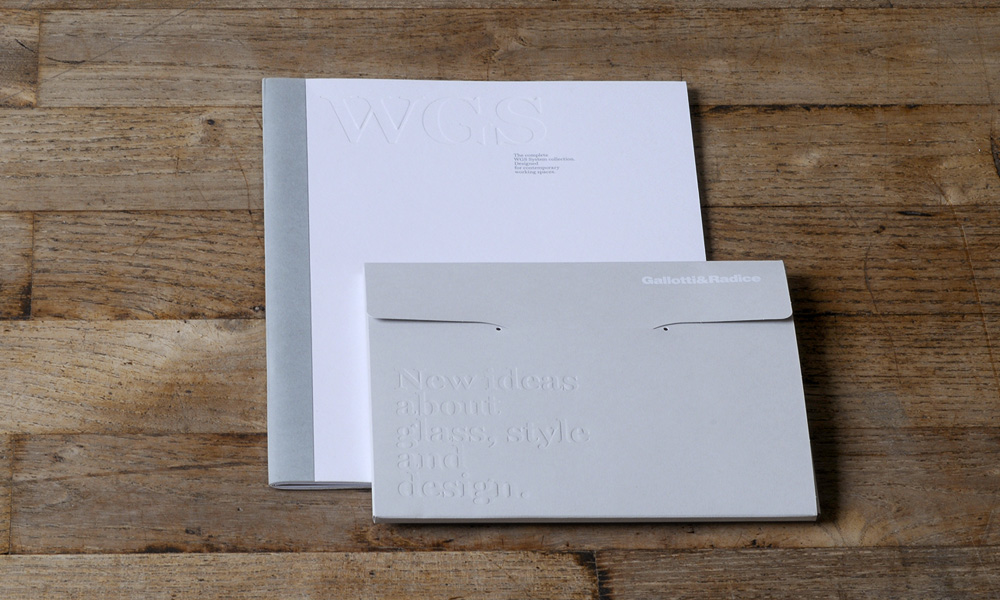 WGS
The complete
WGS System collection.
Designed
for contemporary
working spaces.
Gallotti&Radice
New ideas
about
glass, style
and
design.